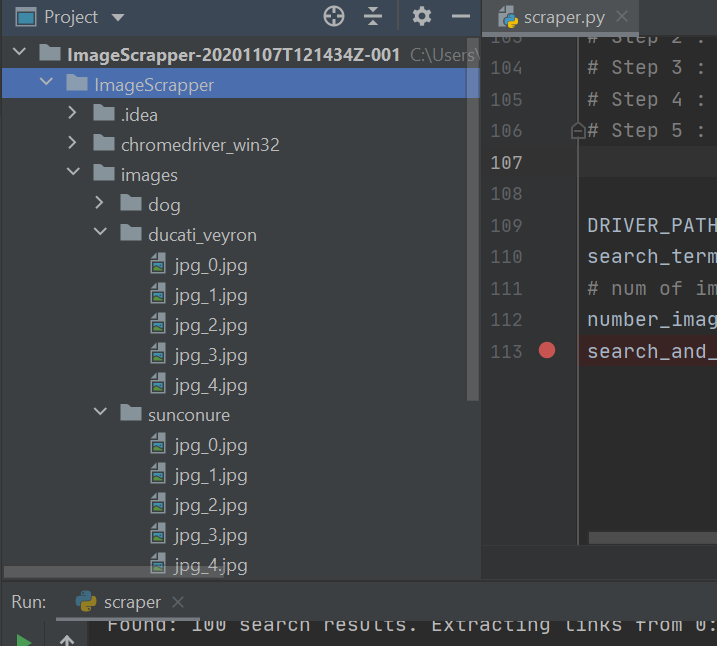 Project
ImageScrapper-20201107T121434Z-001 C:\Users\
ImageScrapper
.idea
chromedriver_win32
images
dog
ducati_veyron
jpg_0.jpg
jpg_1.jpg
jpg_2.jpg
jpg_3.jpg
jpg_4.jpg
sunconure
jpg_0.jpg
jpg_1.jpg
jpg_2.jpg
jpg_3.jpg
jpg_4.jpg
scraper.py
103 # Step 2 :
104 # Step 3 :
105 # Step 4 :
106 # Step 5 :
107
108
109 DRIVER_PATH
110 search_term
111 # num of im
112 number_imag
113 search_and_
Run: scraper
Found: 100 search results. Extracting links from 0: